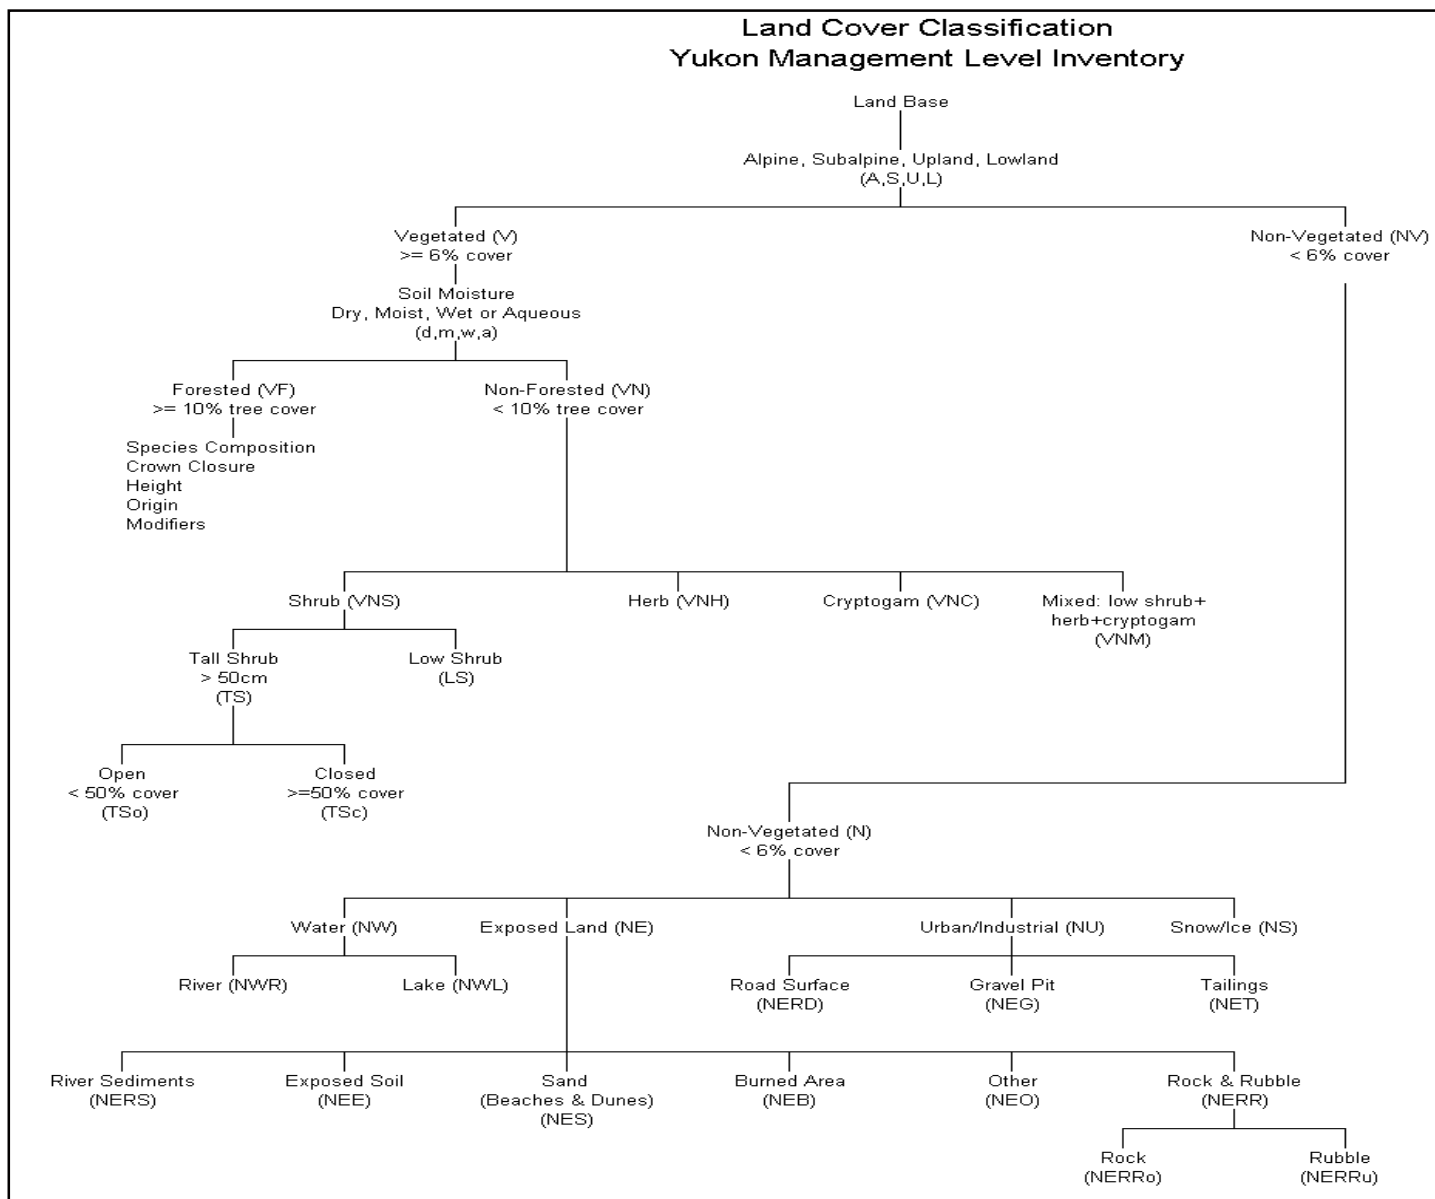 Land Cover Classification
Yukon Management Level Inventory
Land Base
Alpine, Subalpine, Upland, Lowland
(A,S,U,L)
Vegetated (V)
>= 6% cover
Non-Vegetated (NV)
< 6% cover
Soil Moisture
Dry, Moist, Wet or Aqueous
(d,m,w,a)
Forested (VF)
>= 10% tree cover
Non-Forested (VN)
< 10% tree cover
Species Composition
Crown Closure
Height
Origin
Modifiers
Shrub (VNS)
Herb (VNH)
Cryptogam (VNC)
Mixed: low shrub+
herb+cryptogam
(VNM)
Tall Shrub
> 50cm
(TS)
Low Shrub
(LS)
Open
< 50% cover
(TSo)
Closed
>=50% cover
(TSc)
Non-Vegetated (N)
< 6% cover
Water (NW)
Exposed Land (NE)
Urban/Industrial (NU)
Snow/Ice (NS)
River (NWR)
Lake (NWL)
Road Surface
(NERD)
Gravel Pit
(NEG)
Tailings
(NET)
River Sediments
(NERS)
Exposed Soil
(NEE)
Sand
(Beaches & Dunes)
(NES)
Burned Area
(NEB)
Other
(NEO)
Rock & Rubble
(NERR)
Rock
(NERRo)
Rubble
(NERRu)